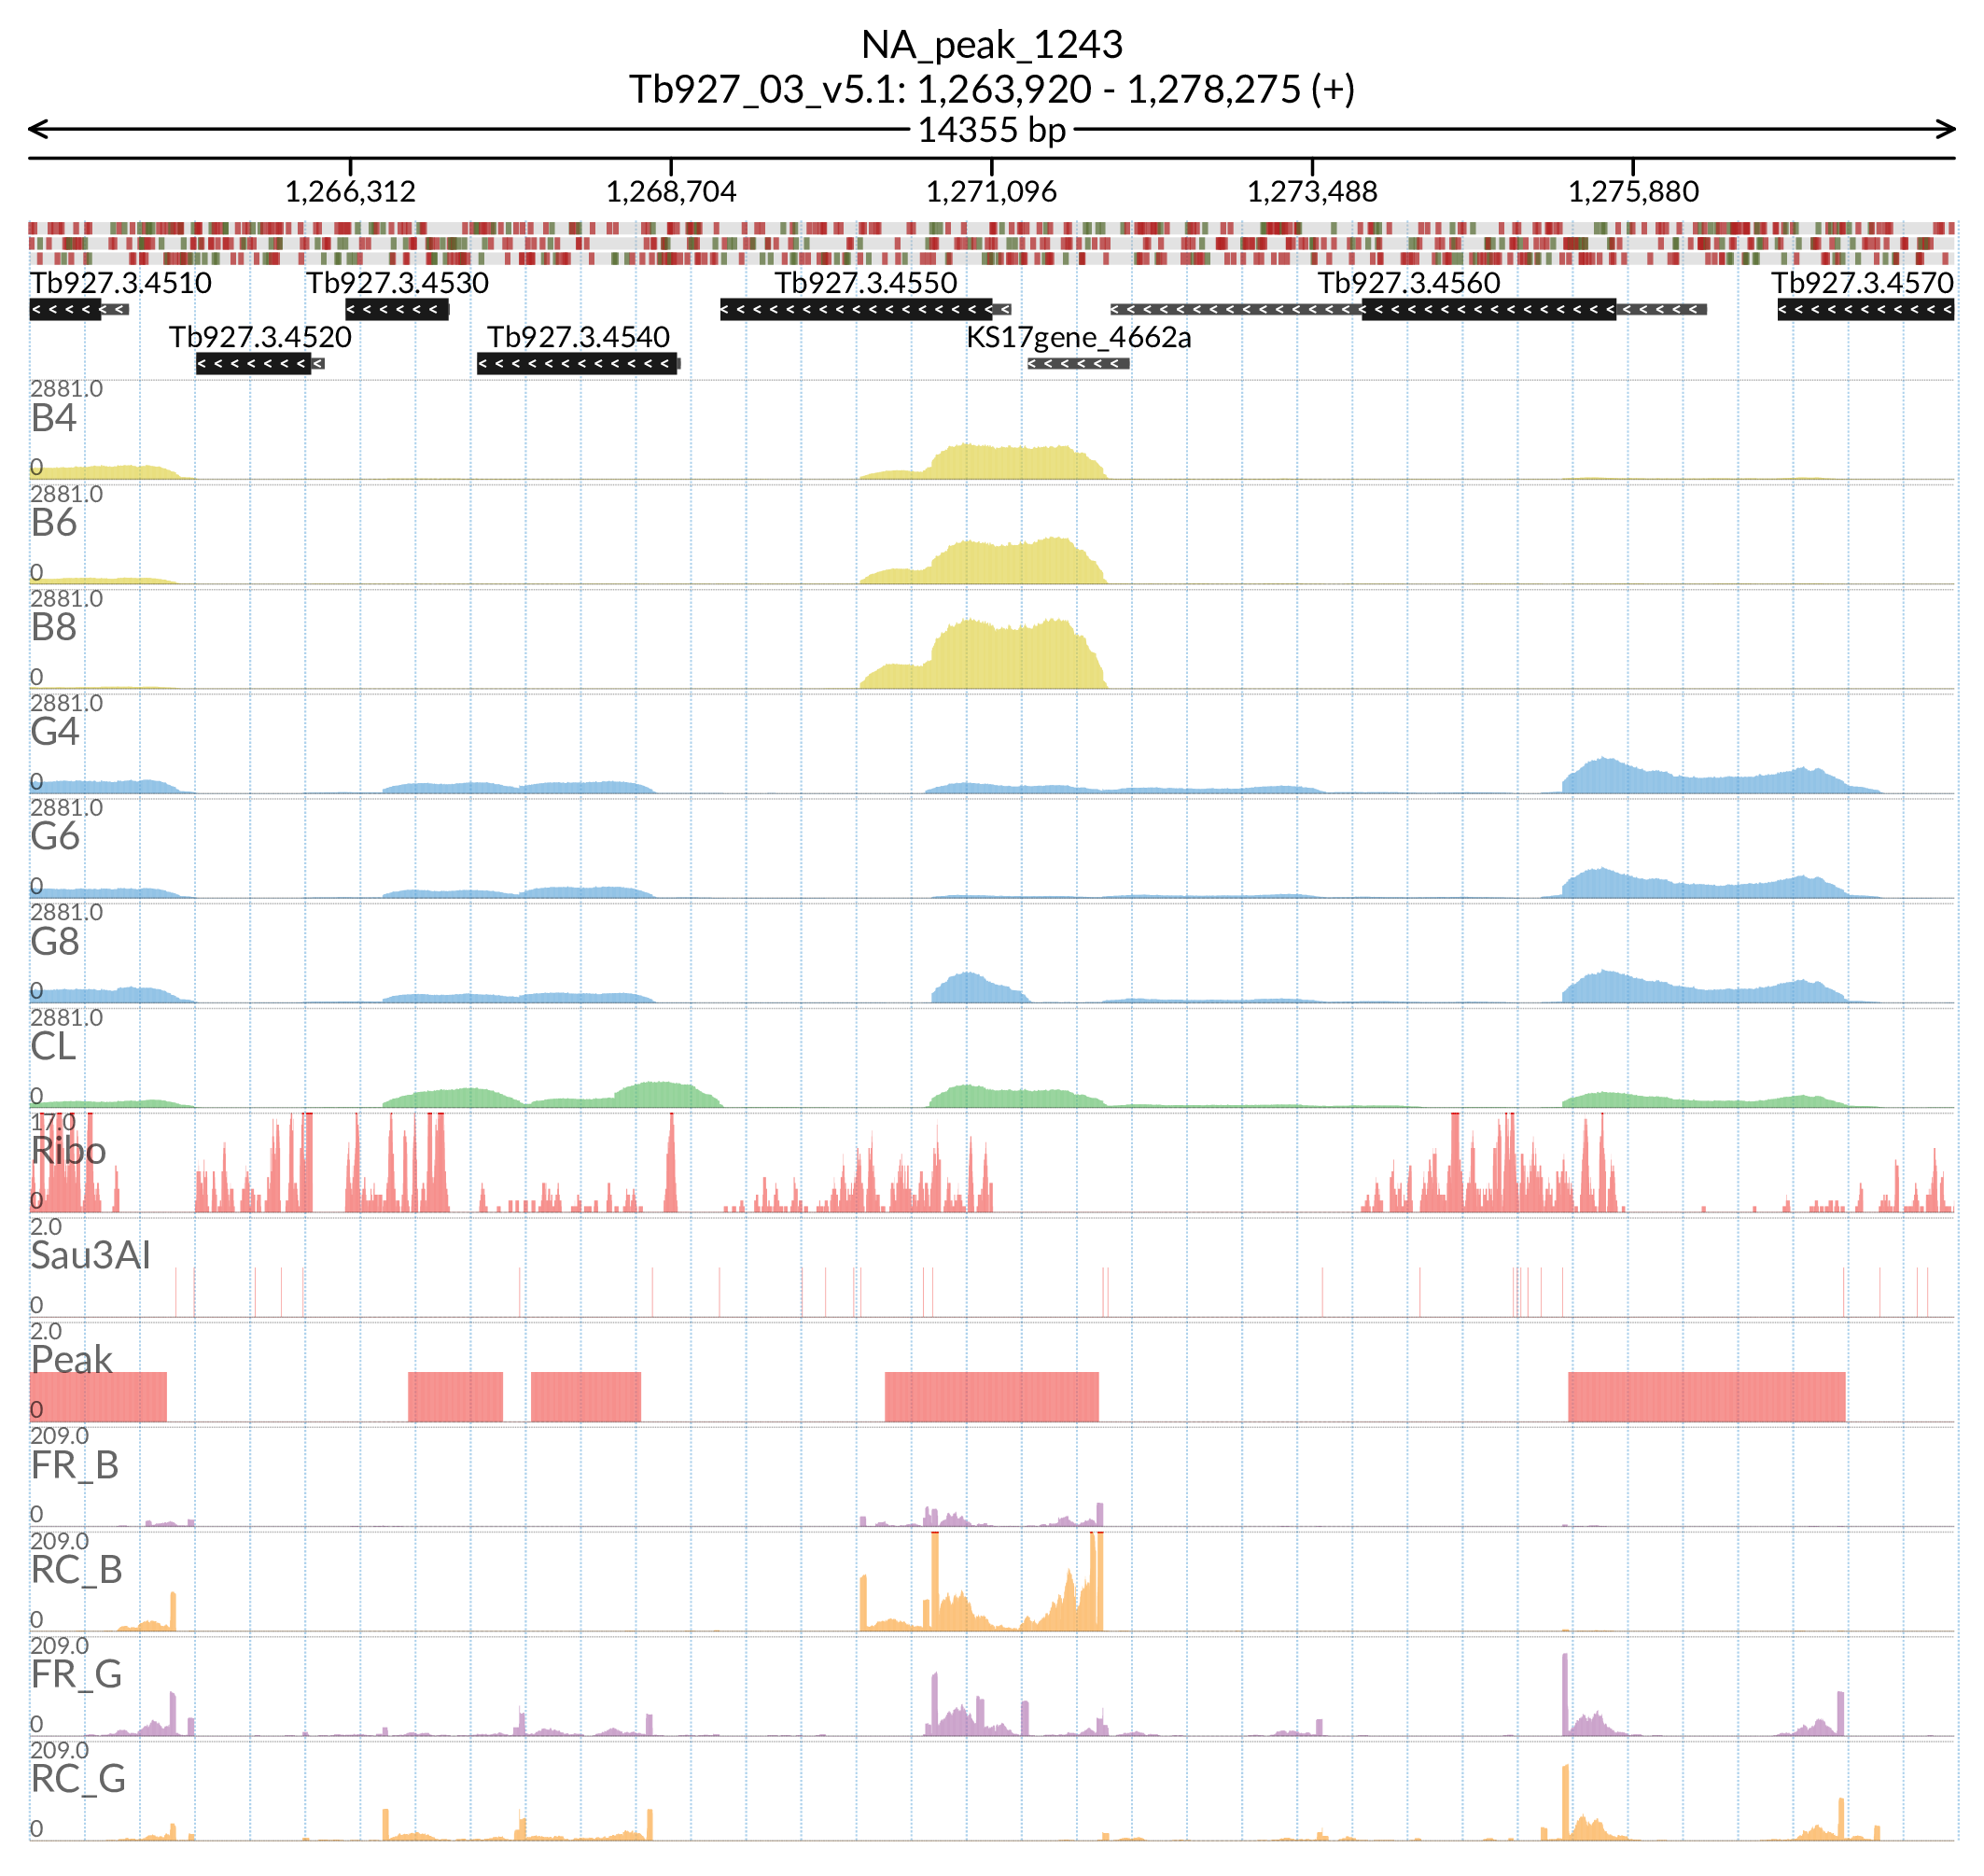 NA_peak_1243
Tb927_03_v5.1: 1,263,920 - 1,278,275 (+)
14355 bp
1,266,312 1,268,704 1,271,096 1,273,488 1,275,880
Tb927.3.4510 Tb927.3.4530 Tb927.3.4550 Tb927.3.4560 Tb927.3.4570
Tb927.3.4520 Tb927.3.4540 KS17gene_4662a
2881.0
B4
0
2881.0
B6
0
2881.0
B8
0
2881.0
G4
0
2881.0
G6
0
2881.0
G8
0
2881.0
CL
0
17.0
Ribo
0
2.0
Sau3AI
0
2.0
Peak
0
209.0
FR_B
0
209.0
RC_B
0
209.0
FR_G
0
209.0
RC_G
0